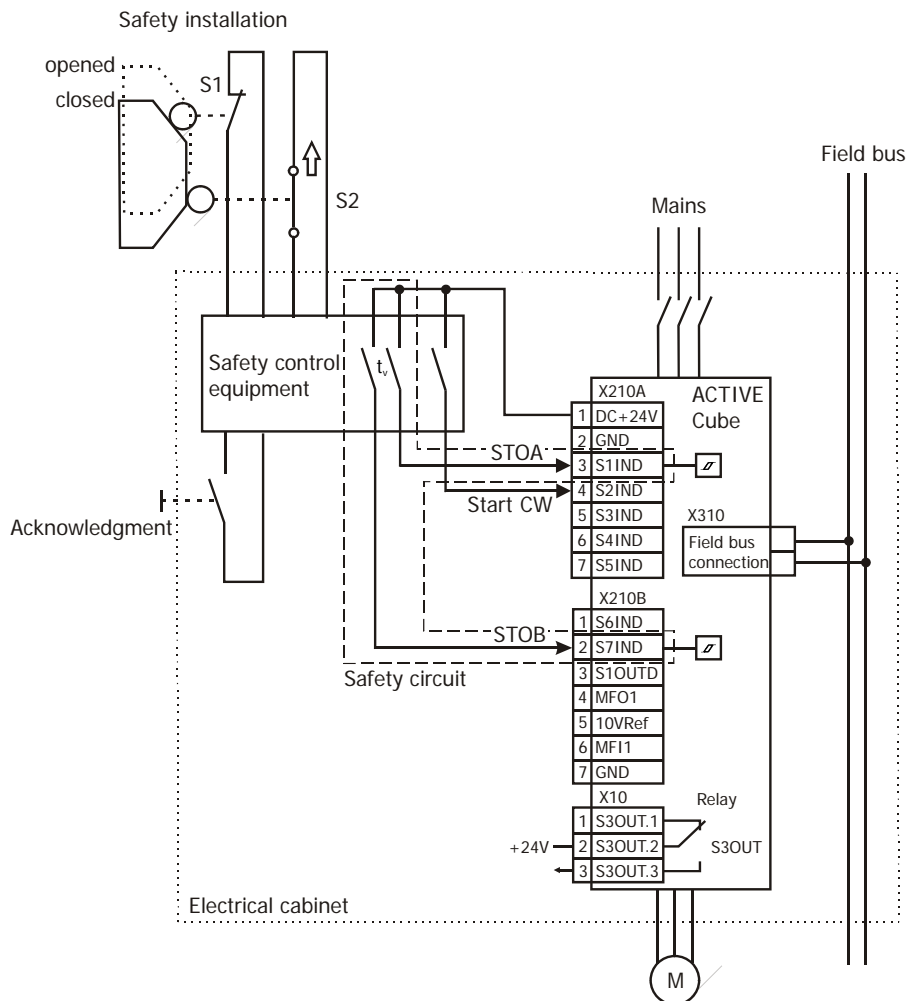 Safety installation
opened
closed
S1
S2
Field bus
Mains
Safety control
equipment
tv
X210A
ACTIVE
Cube
1 DC+24V
2 GND
3 S1IND
4 S2IND
5 S3IND
6 S4IND
7 S5IND
STOA
Start CW
Acknowledgment
X310
Field bus
connection
X210B
1 S6IND
2 S7IND
3 S1OUTD
4 MFO1
5 10VRef
6 MFI1
7 GND
STOB
Safety circuit
X10
Relay
1 S3OUT.1
2 S3OUT.2
3 S3OUT.3
+24V
S3OUT
Electrical cabinet
M